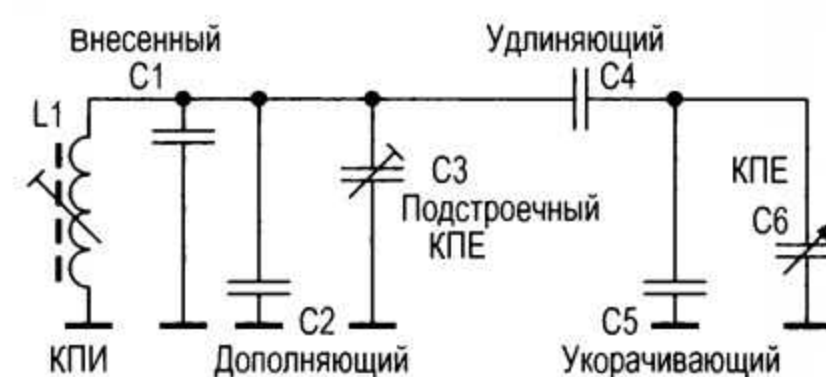 Внесенный
C1
Удлиняющий
C4
L1
C3
Подстроечный
КПЕ
КПЕ
C6
C2
C5
КПИ
Дополняющий
Укорачивающий